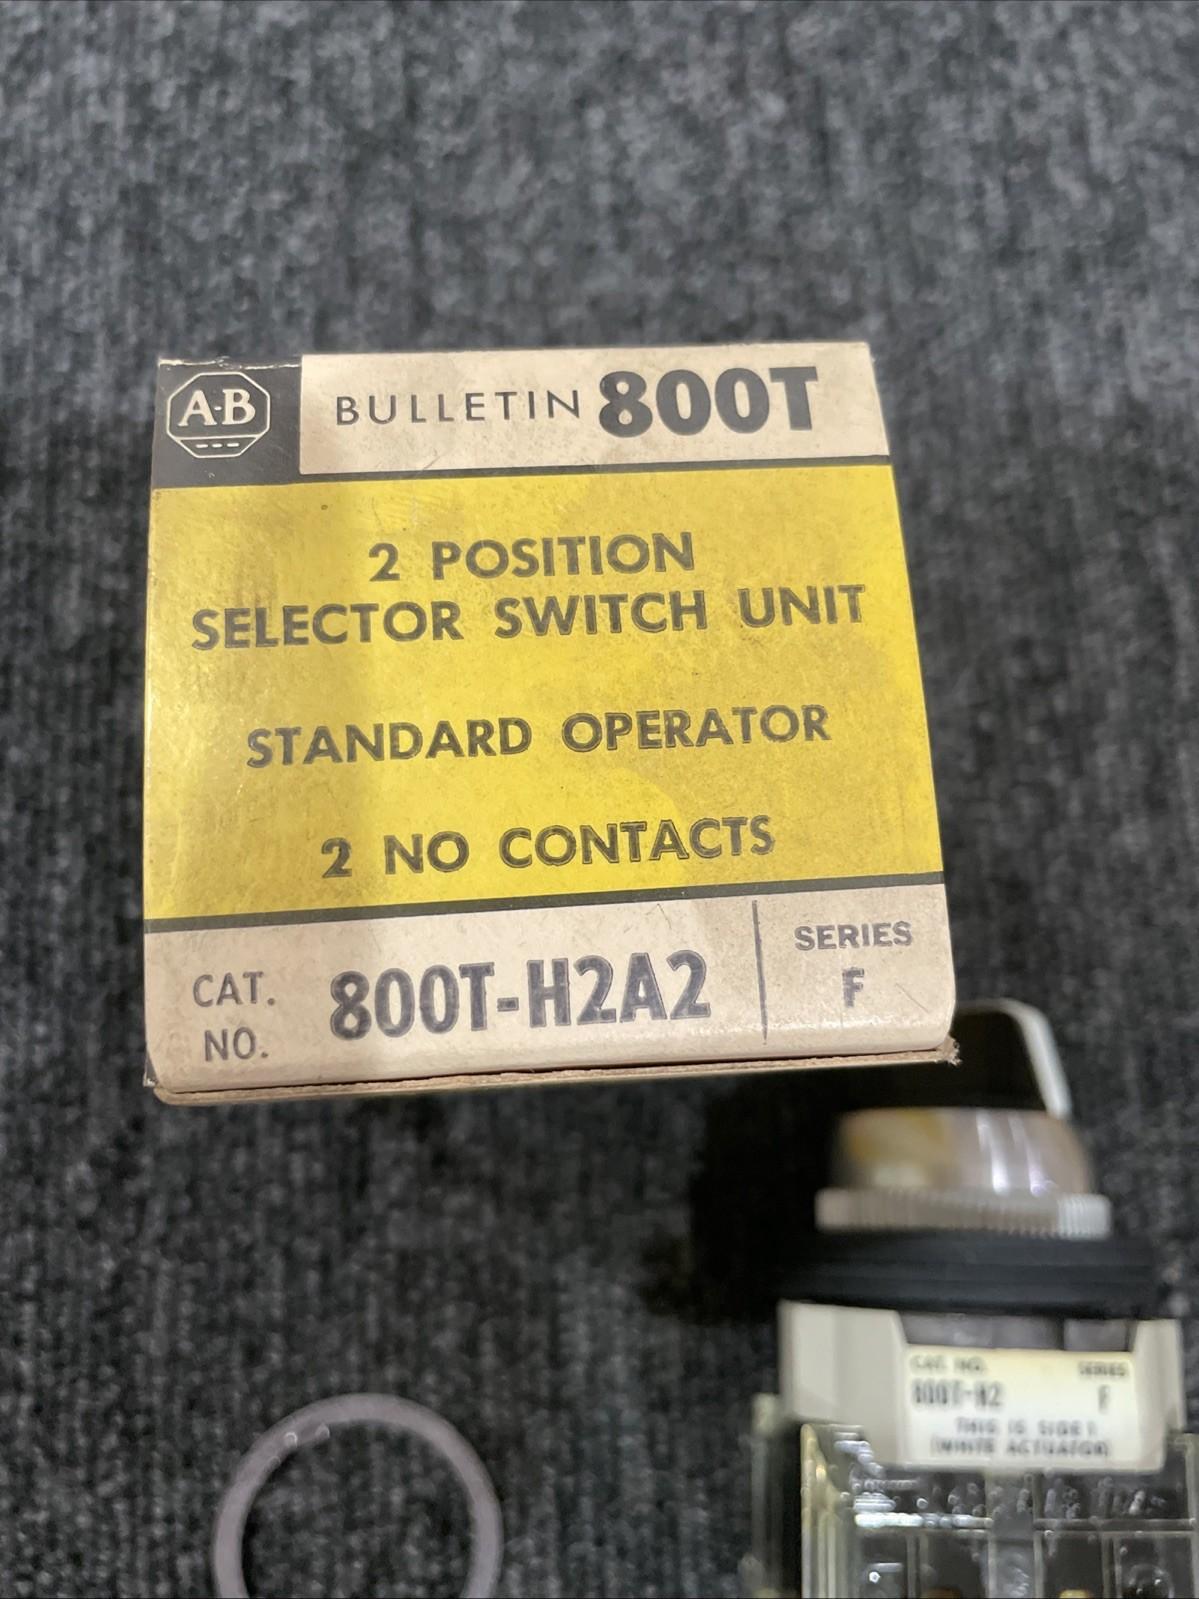 A-B
BULLETIN 800T
2 POSITION
SELECTOR SWITCH UNIT
STANDARD OPERATOR
2 NO CONTACTS
CAT. NO. 800T-H2A2
SERIES F
CAT. NO. SERIES
800T-H2 F
THIS IS SIDE 1
(WHITE ACTUATOR)